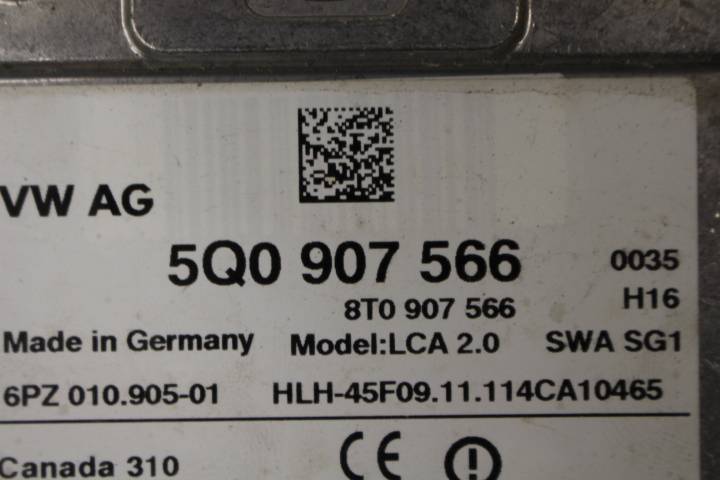 VW AG
5Q0 907 566 0035
8T0 907 566 H16
Made in Germany Model:LCA 2.0 SWA SG1
6PZ 010.905-01 HLH-45F09.11.114CA10465
Canada 310 CE